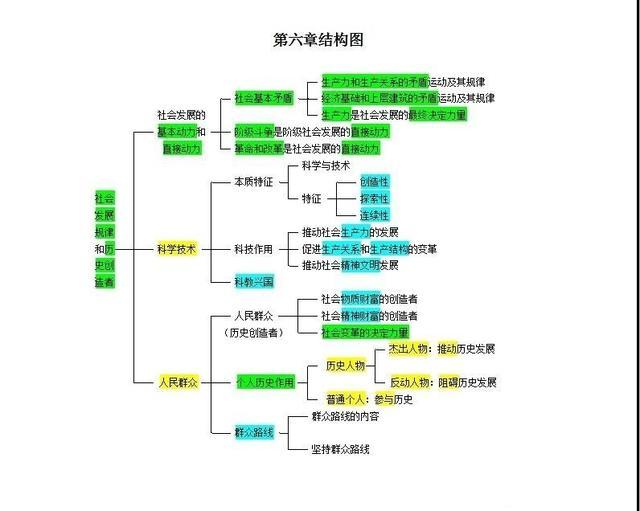 第六章结构图
社会
发展
规律
和历
史创
造者
社会发展的
基本动力和
直接动力
社会基本矛盾
生产力和生产关系的矛盾运动及其规律
经济基础和上层建筑的矛盾运动及其规律
生产力是社会发展的最终决定力量
阶级斗争是阶级社会发展的直接动力
革命和改革是社会发展的直接动力
科学技术
本质特征
科学与技术
特征
创造性
探索性
连续性
科技作用
推动社会生产力的发展
促进生产关系和生产结构的变革
推动社会精神文明发展
科教兴国
人民群众
人民群众
(历史创造者)
社会物质财富的创造者
社会精神财富的创造者
社会变革的决定力量
个人历史作用
历史人物
杰出人物：推动历史发展
反动人物：阻碍历史发展
普通个人：参与历史
群众路线
群众路线的内容
坚持群众路线